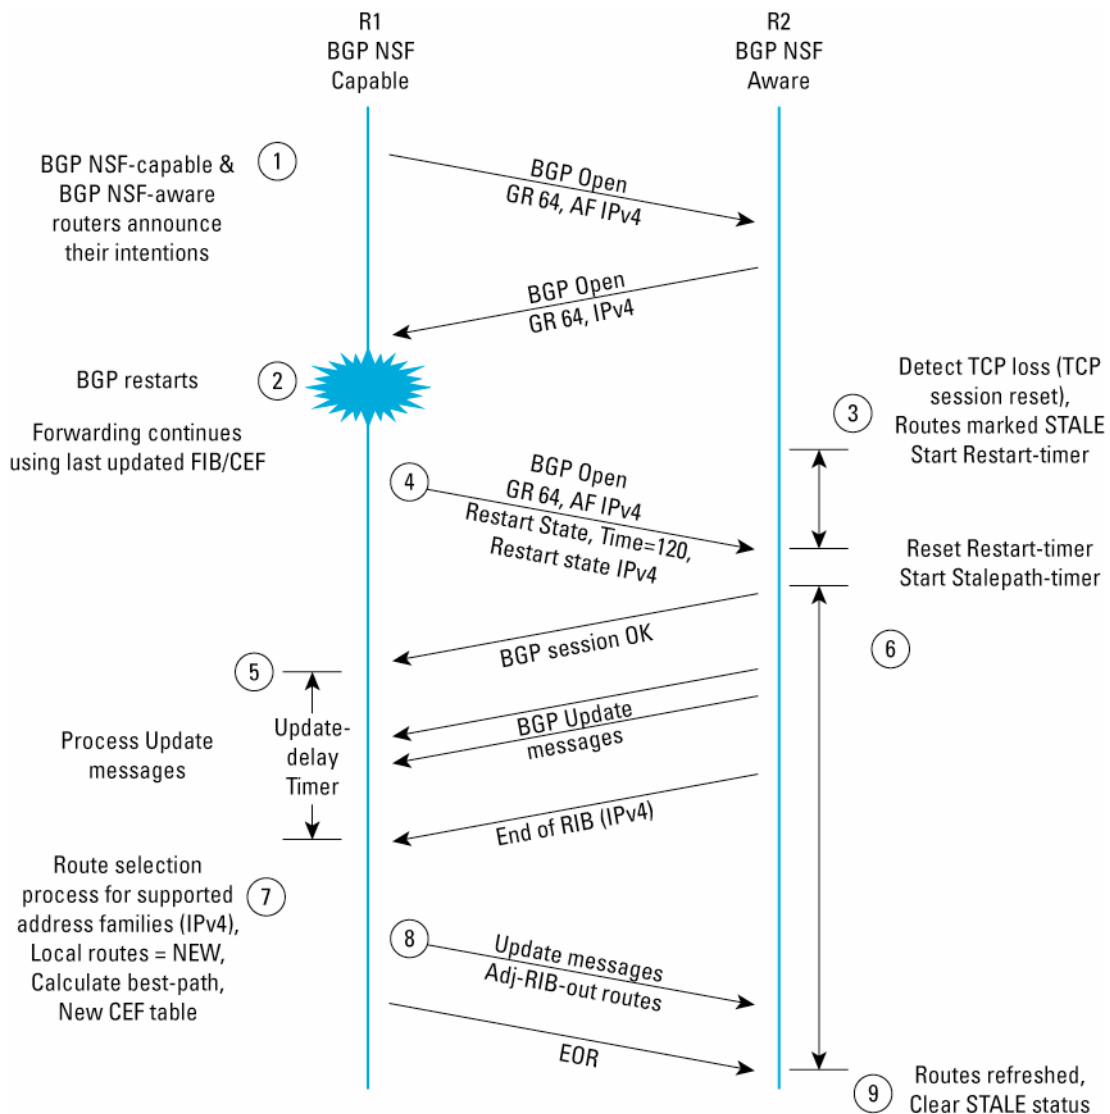 R1
BGP NSF
Capable
R2
BGP NSF
Aware
BGP NSF-capable &
BGP NSF-aware
routers announce
their intentions
1
BGP Open
GR 64, AF IPv4
BGP Open
GR 64, IPv4
BGP restarts
2
Forwarding continues
using last updated FIB/CEF
3
Detect TCP loss (TCP
session reset),
Routes marked STALE
Start Restart-timer
4
BGP Open
GR 64, AF IPv4
Restart State, Time=120,
Restart state IPv4
Reset Restart-timer
Start Stalepath-timer
BGP session OK
6
5
Process Update
messages
Update-
delay
Timer
BGP Update
messages
End of RIB (IPv4)
Route selection
process for supported
address families (IPv4),
Local routes = NEW,
Calculate best-path,
New CEF table
7
8
Update messages
Adj-RIB-out routes
EOR
9
Routes refreshed,
Clear STALE status